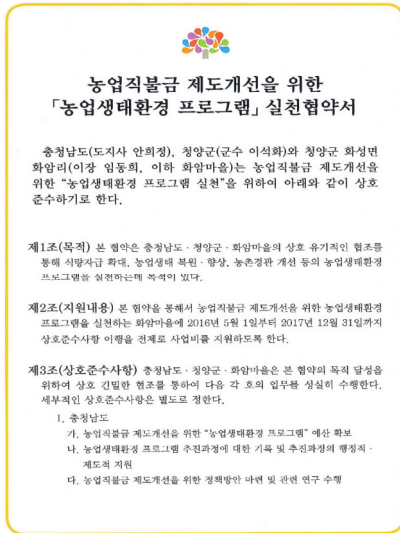 농업직불금 제도개선을 위한
「농업생태환경 프로그램」 실천협약서
충청남도(도지사 안희정), 청양군(군수 이석화)와 청양군 화성면
화암리(이장 임동희, 이하 화암마을)는 농업직불금 제도개선을
위한 “농업생태환경 프로그램 실천”을 위하여 아래와 같이 상호
준수하기로 한다.
제1조(목적) 본 협약은 충청남도 · 청양군 · 화암마을의 상호 유기적인 협조를
통해 식량자급 확대, 농업생태 복원 · 향상, 농촌경관 개선 등의 농업생태환경
프로그램을 실천하는데 목적이 있다.
제2조(지원내용) 본 협약을 통해서 농업직불금 제도개선을 위한 농업생태환경
프로그램을 실천하는 화암마을에 2016년 5월 1일부터 2017년 12월 31일까지
상호준수사항 이행을 전제로 사업비를 지원하도록 한다.
제3조(상호준수사항) 충청남도 · 청양군 · 화암마을은 본 협약의 목적 달성을
위하여 상호 긴밀한 협조를 통하여 다음 각 호의 업무를 성실히 수행한다.
세부적인 상호준수사항은 별도로 정한다.
1. 충청남도
가. 농업직불금 제도개선을 위한 “농업생태환경 프로그램” 예산 확보
나. 농업생태환경 프로그램 추진과정에 대한 기록 및 추진과정의 행정적 ·
제도적 지원
다. 농업직불금 제도개선을 위한 정책방안 마련 및 관련 연구 수행